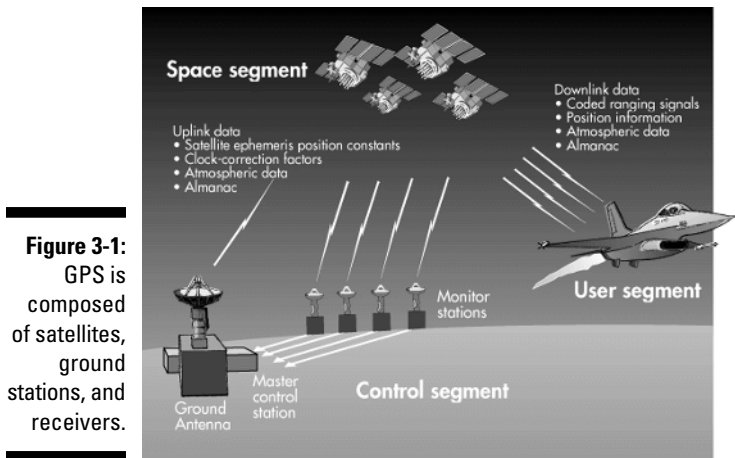 Space segment
Downlink data
• Coded ranging signals
• Position information
• Atmospheric data
• Almanac
Uplink data
• Satellite ephemeris position constants
• Clock-correction factors
• Atmospheric data
• Almanac
Figure 3-1:
GPS is
composed
of satellites,
ground
stations, and
receivers.
Monitor
stations
User segment
Master
control
station
Control segment
Ground
Antenna